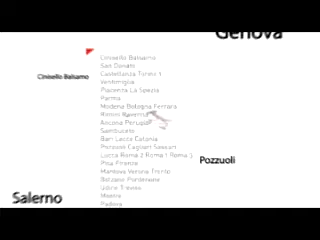 Genova
Cinisello Balsamo
San Donato
Cinisello Balsamo
Castellanza Torino 1
Ventimiglia
Piacenza La Spezia
Parma
Modena Bologna Ferrara
Rimini Ravenna
Ancona Perugia
Sambuceto
Bari Lecce Catania
Pozzuoli Cagliari Sassari
Lucca Roma 2 Roma 1 Roma 3
Pozzuoli
Pisa Firenze
Mantova Verona Trento
Bolzano Pordenone
Udine Treviso
Salerno
Mestre
Padova